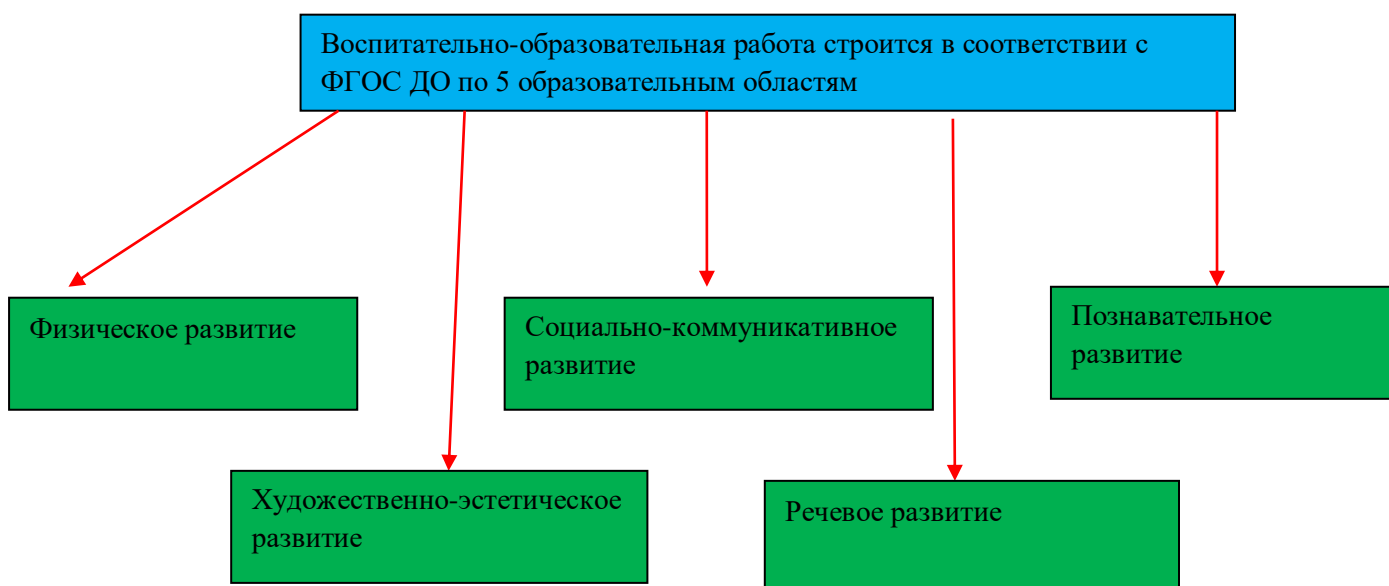 Воспитательно-образовательная работа строится в соответствии с
ФГОС ДО по 5 образовательным областям
Физическое развитие
Социально-коммуникативное
развитие
Познавательное
развитие
Художественно-эстетическое
развитие
Речевое развитие